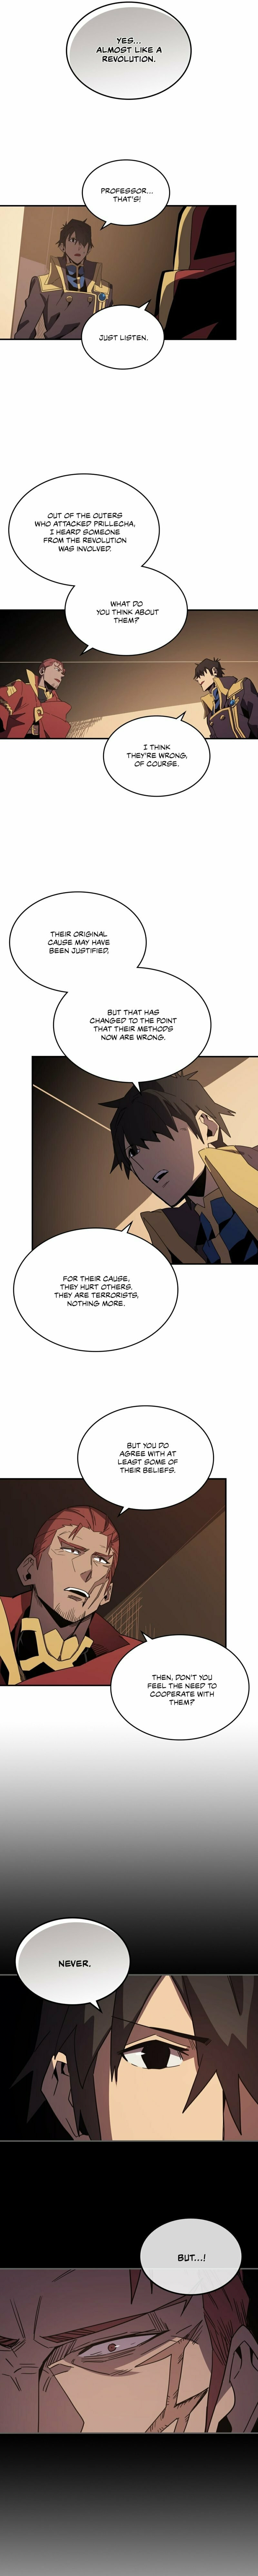 YES...
ALMOST LIKE A
REVOLUTION.
PROFESSOR...
THAT'S!
JUST LISTEN.
OUT OF THE OUTERS
WHO ATTACKED PRILLECHA,
I HEARD SOMEONE
FROM THE REVOLUTION
WAS INVOLVED.
WHAT DO
YOU THINK ABOUT
THEM?
I THINK
THEY'RE WRONG,
OF COURSE.
THEIR ORIGINAL
CAUSE MAY HAVE
BEEN JUSTIFIED,
BUT THAT HAS
CHANGED TO THE POINT
THAT THEIR METHODS
NOW ARE WRONG.
FOR THEIR CAUSE,
THEY HURT OTHERS.
THEY ARE TERRORISTS,
NOTHING MORE.
BUT YOU DO
AGREE WITH AT
LEAST SOME OF
THEIR BELIEFS.
THEN, DON'T YOU
FEEL THE NEED TO
COOPERATE WITH
THEM?
NEVER.
BUT...!